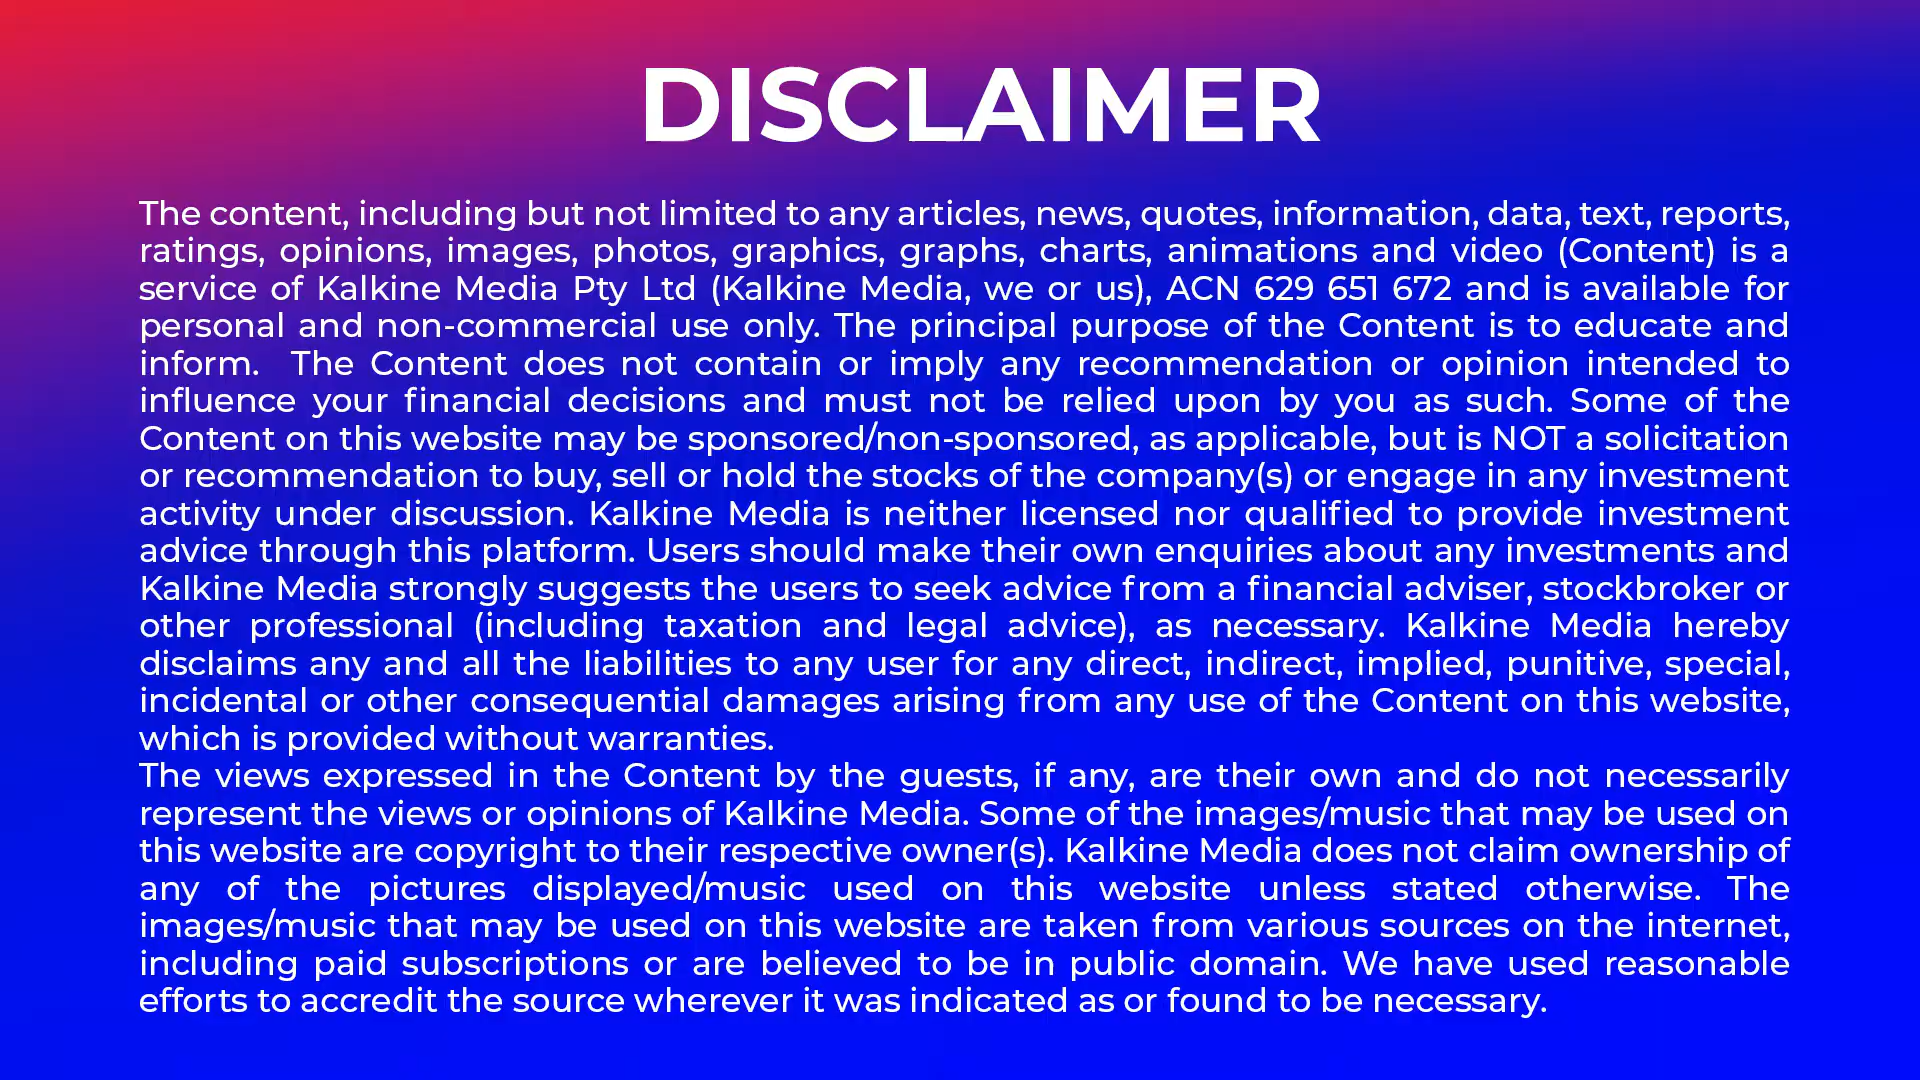 DISCLAIMER
The content, including but not limited to any articles, news, quotes, information, data, text, reports,
ratings, opinions, images, photos, graphics, graphs, charts, animations and video (Content) is a
service of Kalkine Media Pty Ltd (Kalkine Media, we or us), ACN 629 651 672 and is available for
personal and non-commercial use only. The principal purpose of the Content is to educate and
inform.  The Content does not contain or imply any recommendation or opinion intended to
influence your financial decisions and must not be relied upon by you as such. Some of the
Content on this website may be sponsored/non-sponsored, as applicable, but is NOT a solicitation
or recommendation to buy, sell or hold the stocks of the company(s) or engage in any investment
activity under discussion. Kalkine Media is neither licensed nor qualified to provide investment
advice through this platform. Users should make their own enquiries about any investments and
Kalkine Media strongly suggests the users to seek advice from a financial adviser, stockbroker or
other professional (including taxation and legal advice), as necessary. Kalkine Media hereby
disclaims any and all the liabilities to any user for any direct, indirect, implied, punitive, special,
incidental or other consequential damages arising from any use of the Content on this website,
which is provided without warranties.
The views expressed in the Content by the guests, if any, are their own and do not necessarily
represent the views or opinions of Kalkine Media. Some of the images/music that may be used on
this website are copyright to their respective owner(s). Kalkine Media does not claim ownership of
any of the pictures displayed/music used on this website unless stated otherwise. The
images/music that may be used on this website are taken from various sources on the internet,
including paid subscriptions or are believed to be in public domain. We have used reasonable
efforts to accredit the source wherever it was indicated as or found to be necessary.